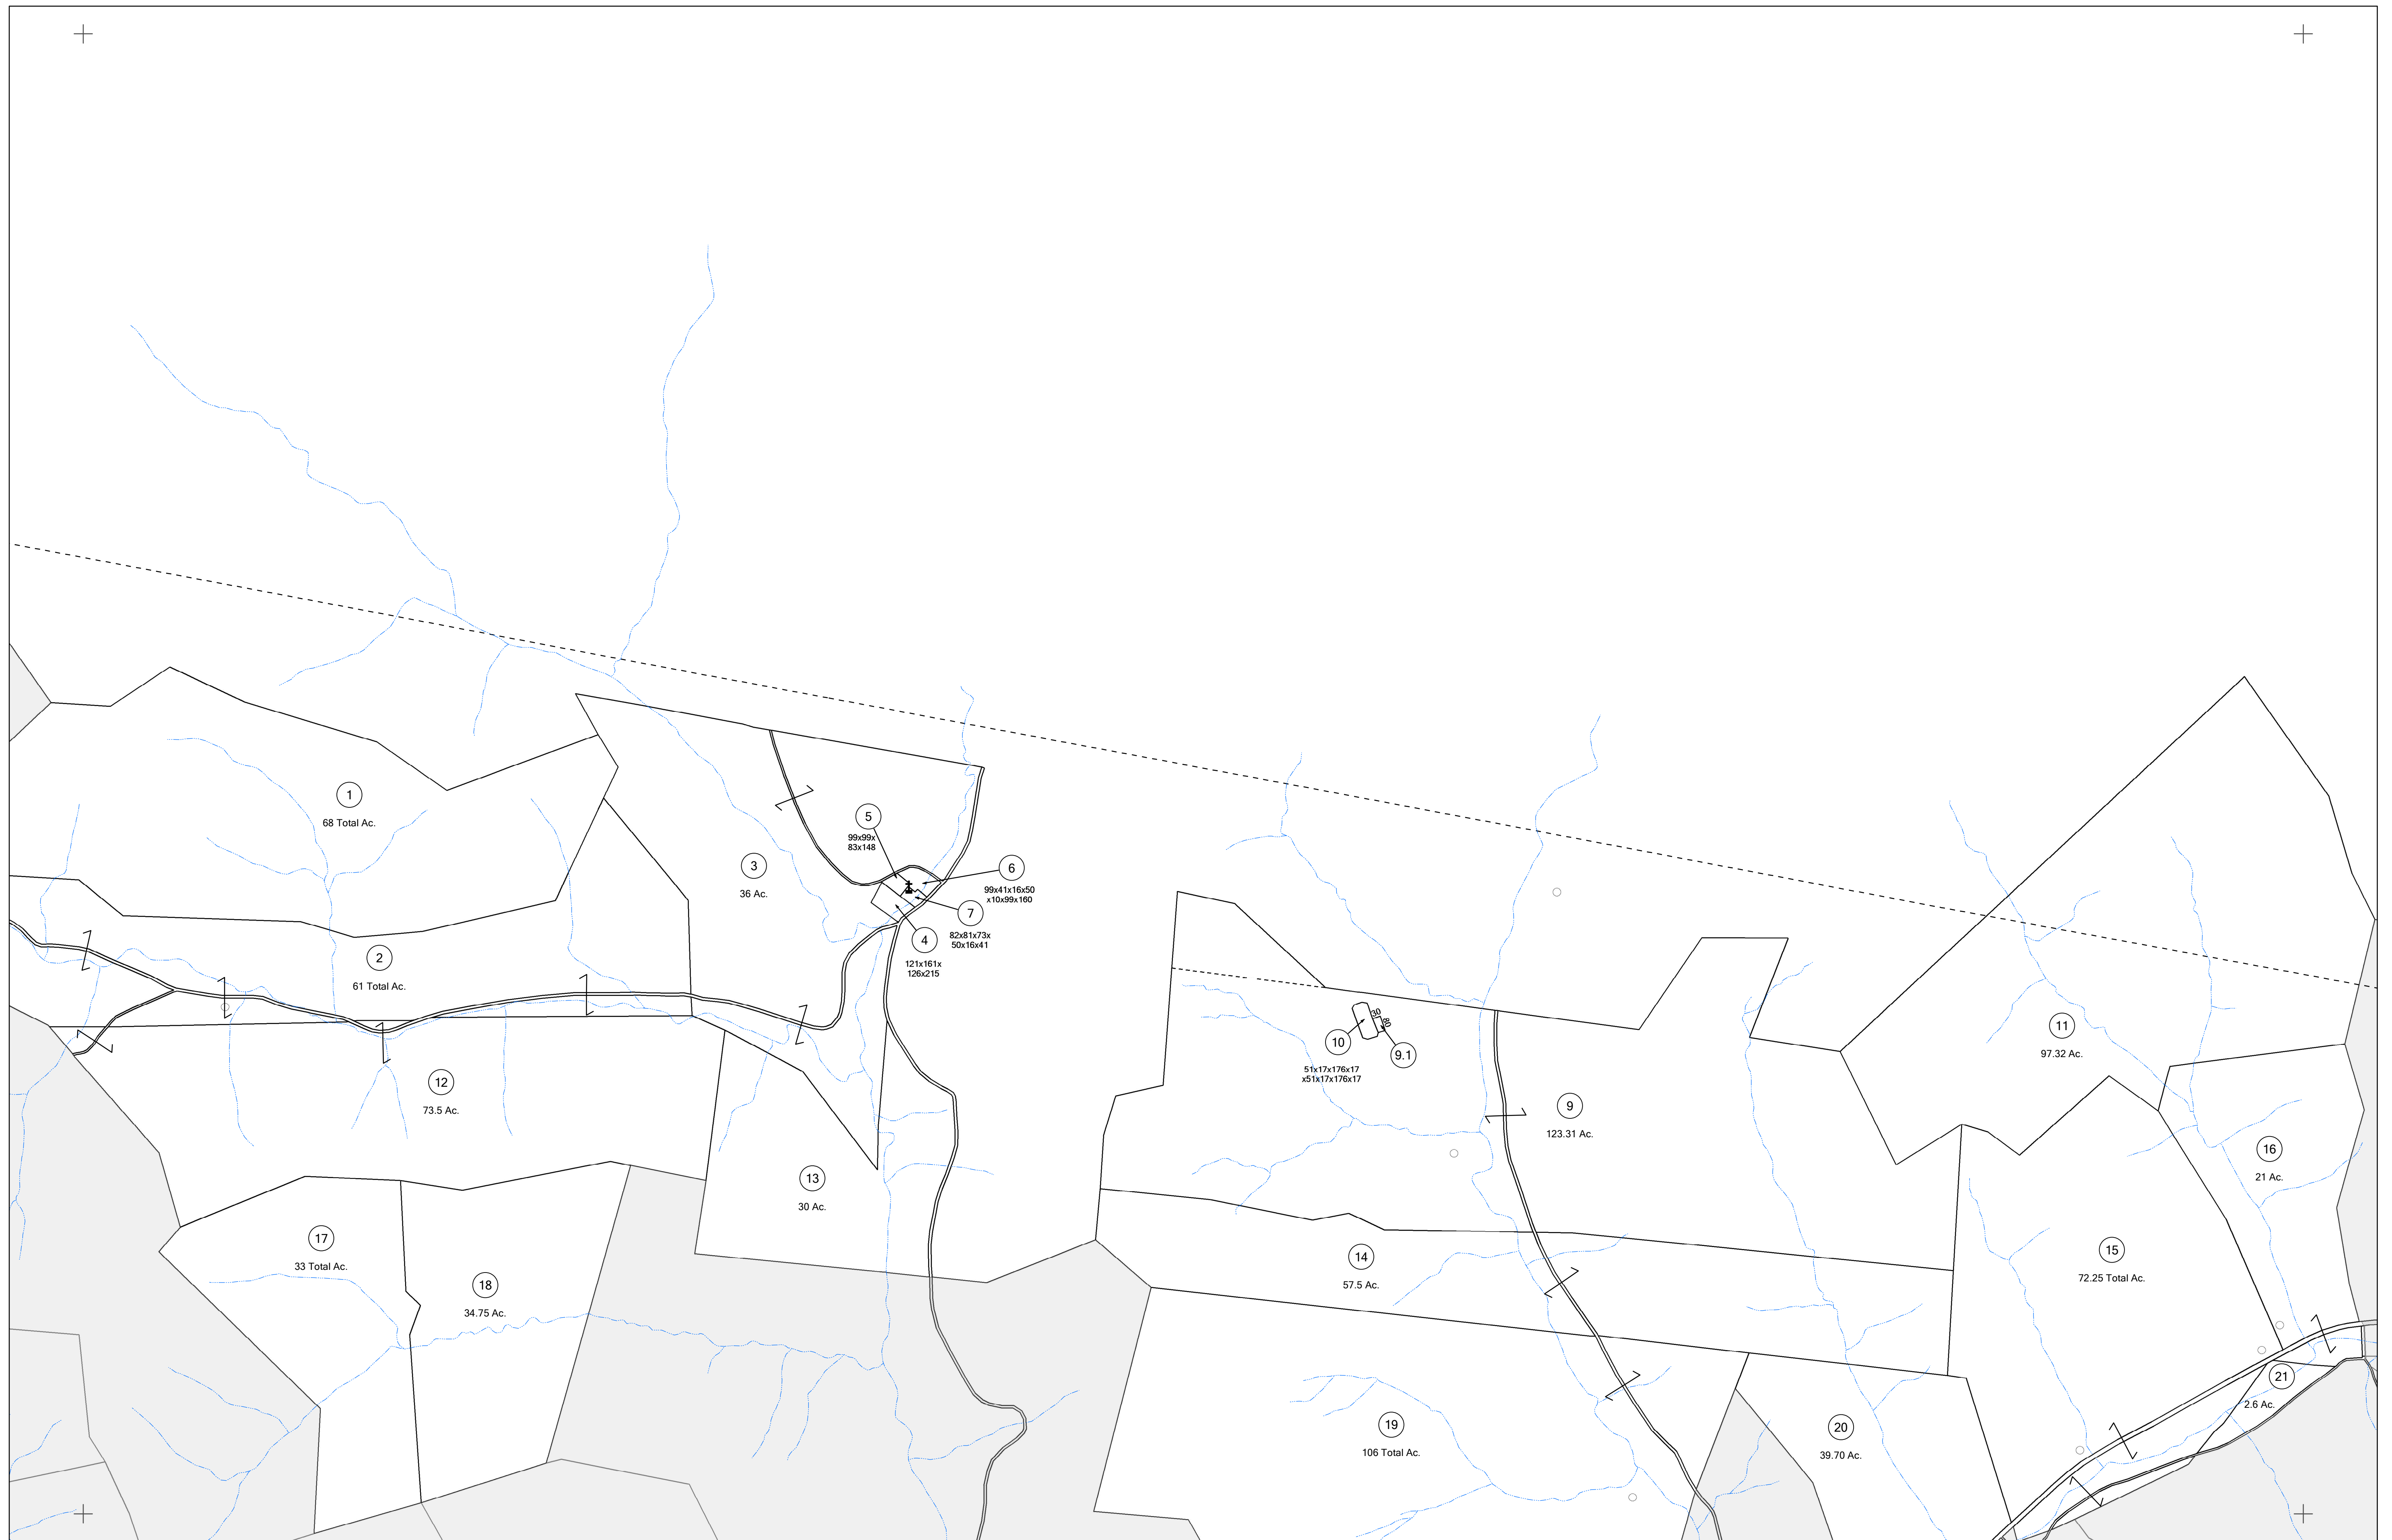 1
68 Total Ac.
5
99x99x
83x148
3
36 Ac.
6
99x41x16x50
x10x99x160
7
82x81x73x
50x16x41
4
121x161x
126x215
2
61 Total Ac.
30
80
10
9.1
51x17x176x17
x51x17x176x17
11
97.32 Ac.
12
73.5 Ac.
9
123.31 Ac.
16
21 Ac.
13
30 Ac.
17
33 Total Ac.
18
34.75 Ac.
14
57.5 Ac.
15
72.25 Total Ac.
21
2.6 Ac.
19
106 Total Ac.
20
39.70 Ac.